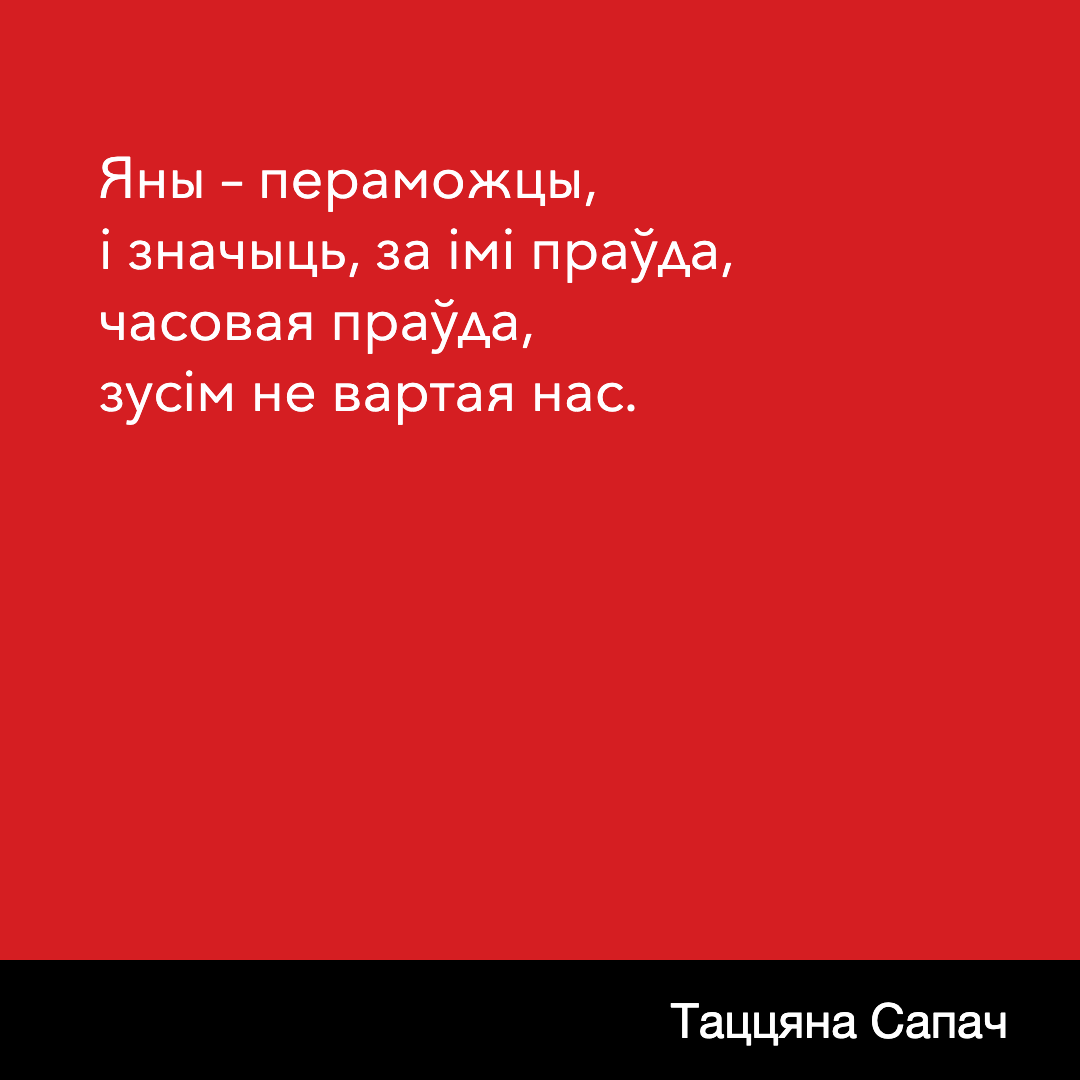 Яны – пераможцы,
і значыць, за імі праўда,
часовая праўда,
зусім не вартая нас.
Таццяна Сапач